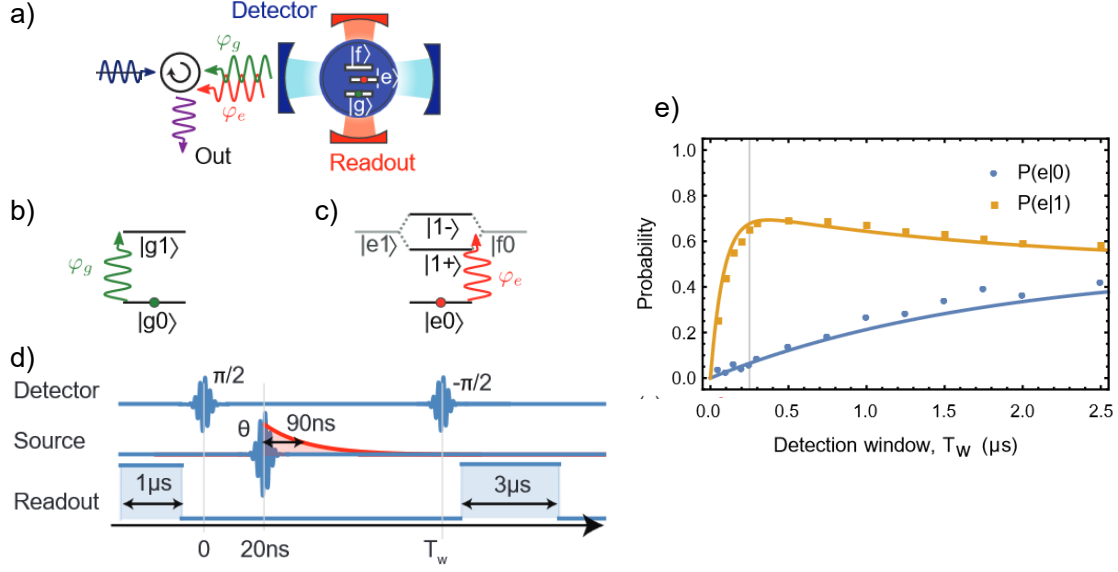 a)
Detector
φg
φe
|f⟩
|e⟩
|g⟩
Out
Readout
b)
|g1⟩
φg
|g0⟩
c)
|1-⟩
|e1⟩
|f0⟩
|1+⟩
φe
|e0⟩
d)
Detector
π/2
-π/2
Source
θ
90ns
Readout
1μs
3μs
0
20ns
Tw
e)
1.0
0.8
0.6
0.4
0.2
0.0
Probability
P(e|0)
P(e|1)
0.0 0.5 1.0 1.5 2.0 2.5
Detection window, Tw (μs)